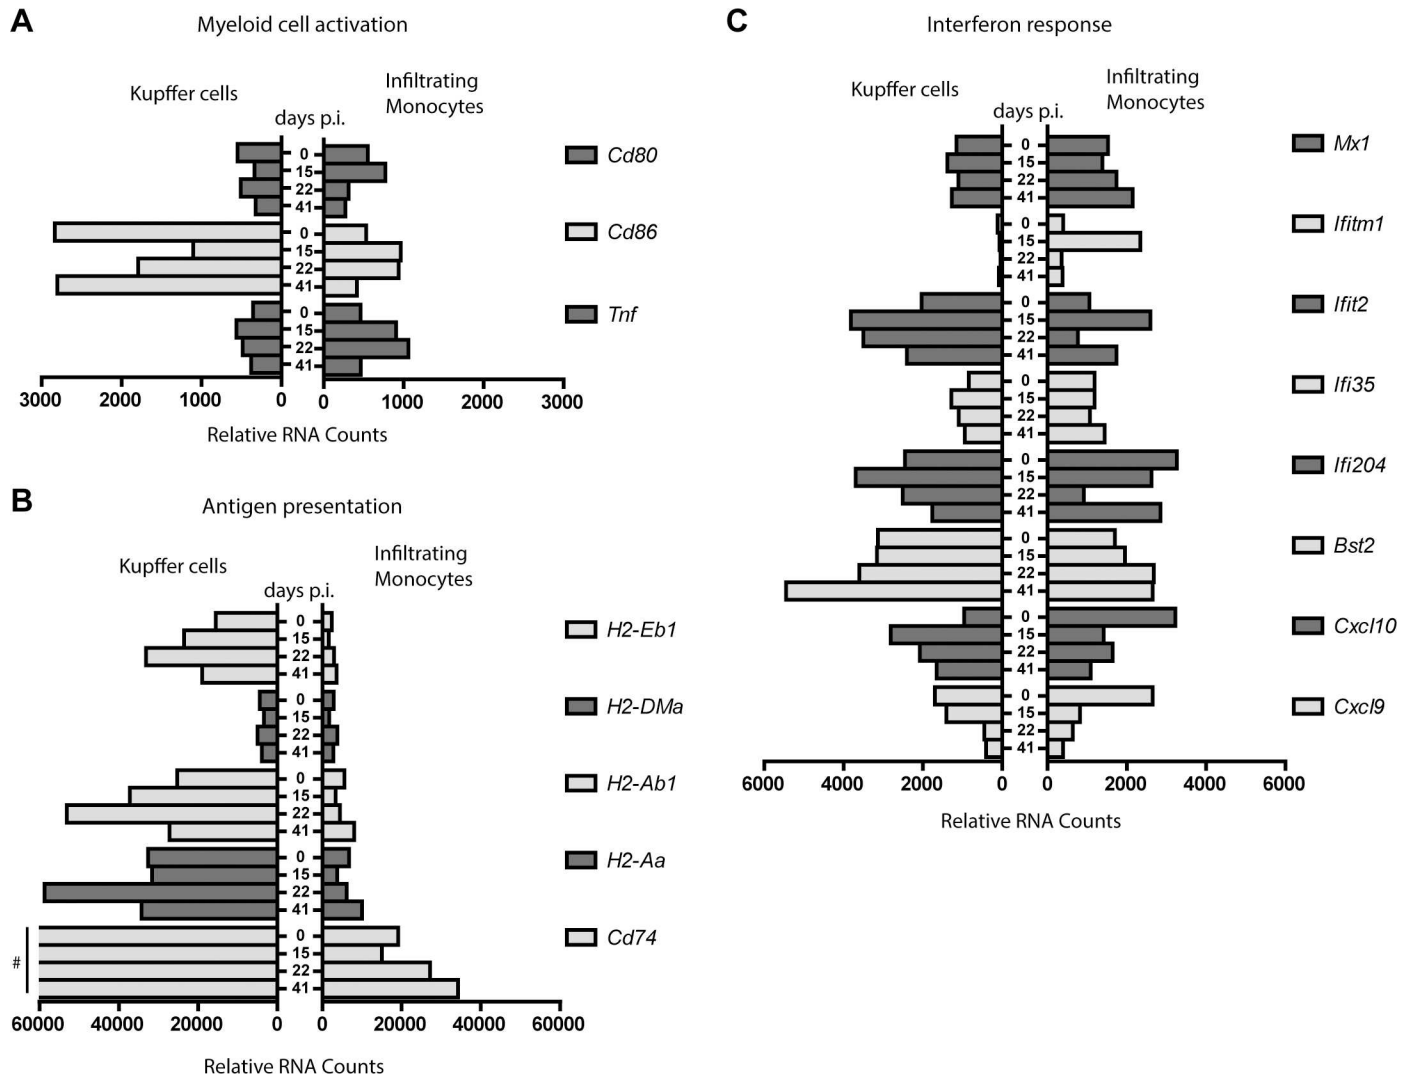 A
Myeloid cell activation
Kupffer cells
Infiltrating
Monocytes
days p.i.
0
15
22
41
0
15
22
41
0
15
22
41
Cd80
Cd86
Tnf
3000 2000 1000 0 0 1000 2000 3000
Relative RNA Counts
B
Antigen presentation
Kupffer cells
Infiltrating
Monocytes
days p.i.
0
15
22
41
0
15
22
41
0
15
22
41
0
15
22
41
0
15
22
41
H2-Eb1
H2-DMa
H2-Ab1
H2-Aa
Cd74
#
60000 40000 20000 0 0 20000 40000 60000
Relative RNA Counts
C
Interferon response
Kupffer cells
Infiltrating
Monocytes
days p.i.
0
15
22
41
0
15
22
41
0
15
22
41
0
15
22
41
0
15
22
41
0
15
22
41
0
15
22
41
0
15
22
41
Mx1
Ifitm1
Ifit2
Ifi35
Ifi204
Bst2
Cxcl10
Cxcl9
6000 4000 2000 0 0 2000 4000 6000
Relative RNA Counts